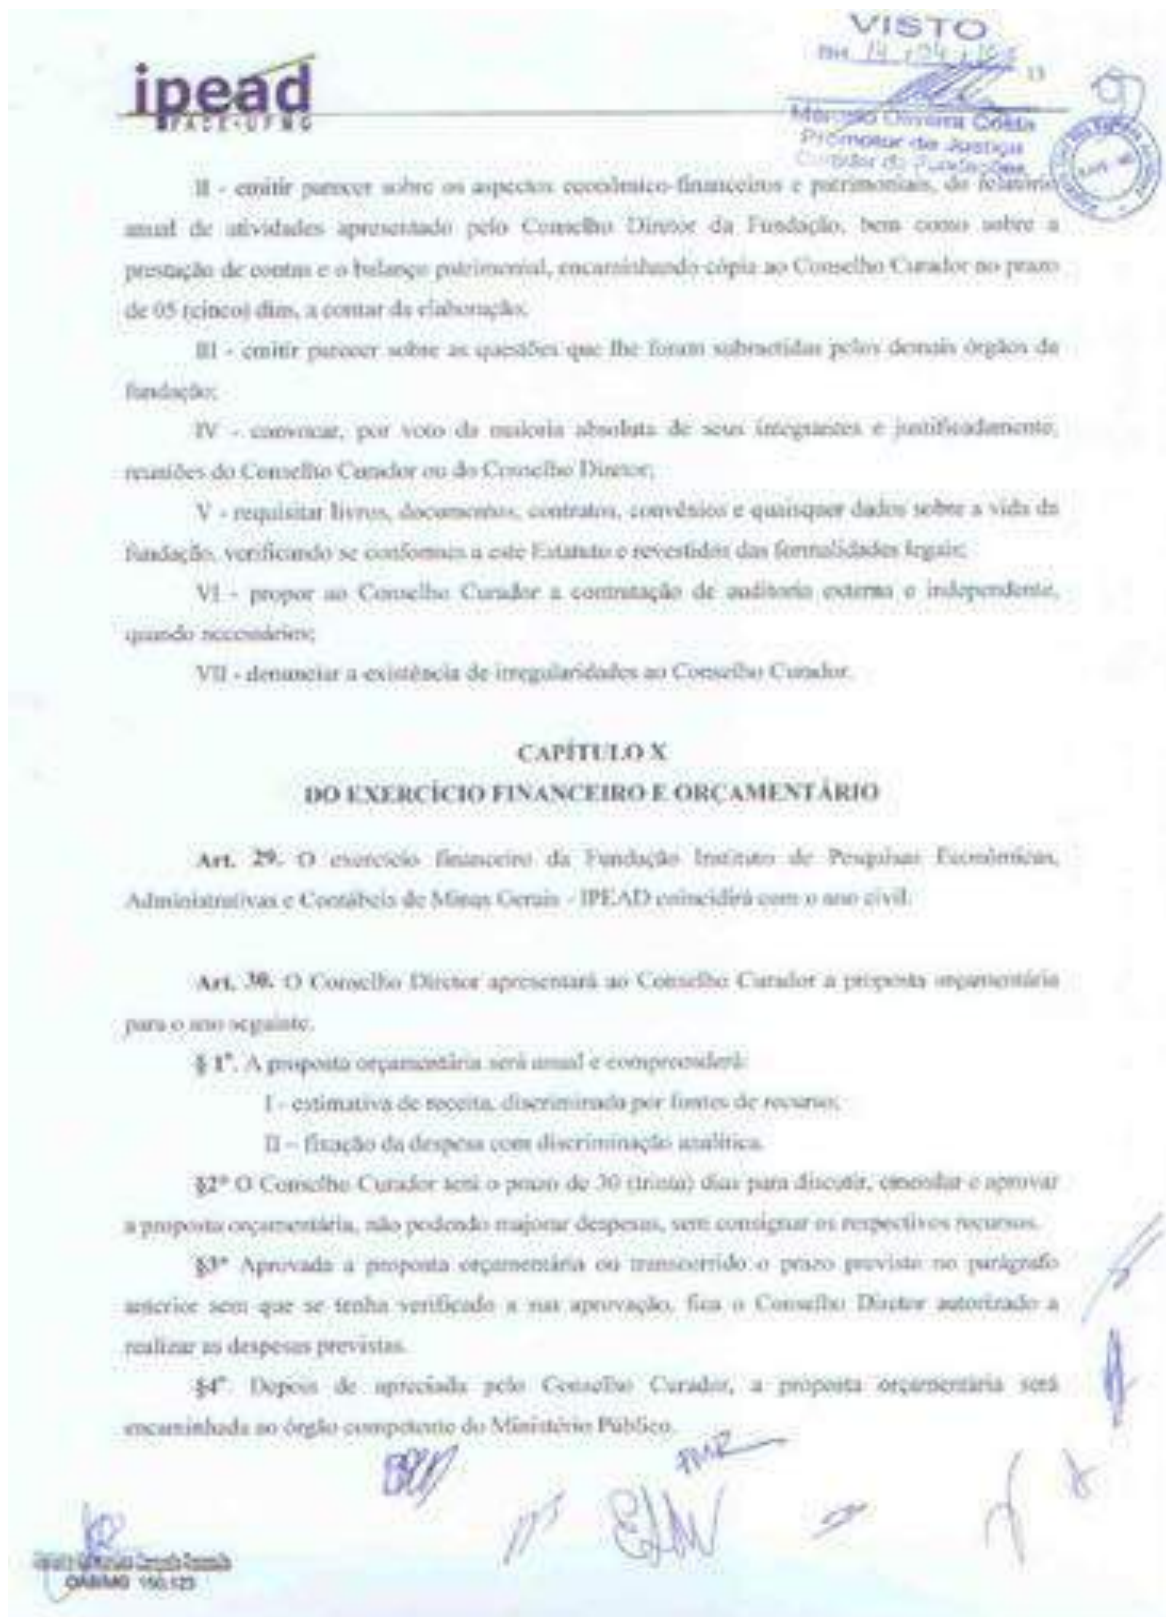 VISTO
13
ipead
FACE-UFMG
Oliveira Costa
Promotor de Justiça
Fundações
II - emitir parecer sobre os aspectos econômico-financeiros e patrimoniais, do relatório
anual de atividades apresentado pelo Conselho Diretor da Fundação, bem como sobre a
prestação de contas e o balanço patrimonial, encaminhando cópia ao Conselho Curador no prazo
de 05 (cinco) dias, a contar da elaboração;
III - emitir parecer sobre as questões que lhe foram submetidas pelos demais órgãos da
fundação;
IV - convocar, por voto da maioria absoluta de seus integrantes e justificadamente,
reuniões do Conselho Curador ou do Conselho Diretor;
V - requisitar livros, documentos, contratos, convênios e quaisquer dados sobre a vida da
fundação, verificando se conformes a este Estatuto e revestidos das formalidades legais;
VI - propor ao Conselho Curador a contratação de auditoria externa e independente,
quando necessários;
VII - denunciar a existência de irregularidades ao Conselho Curador.
CAPÍTULO X
DO EXERCÍCIO FINANCEIRO E ORÇAMENTÁRIO
Art. 29. O exercício financeiro da Fundação Instituto de Pesquisas Econômicas,
Administrativas e Contábeis de Minas Gerais - IPEAD coincidirá com o ano civil.
Art. 30. O Conselho Diretor apresentará ao Conselho Curador a proposta orçamentária
para o ano seguinte.
§ 1º. A proposta orçamentária será anual e compreenderá:
I - estimativa de receita, discriminada por fontes de recurso;
II – fixação da despesa com discriminação analítica.
§2º O Conselho Curador terá o prazo de 30 (trinta) dias para discutir, emendar e aprovar
a proposta orçamentária, não podendo majorar despesas, sem consignar os respectivos recursos.
§3º Aprovada a proposta orçamentária ou transcorrido o prazo previsto no parágrafo
anterior sem que se tenha verificado a sua aprovação, fica o Conselho Diretor autorizado a
realizar as despesas previstas.
§4º. Depois de apreciada pelo Conselho Curador, a proposta orçamentária será
encaminhada ao órgão competente do Ministério Público.
OAB/MG 150.123